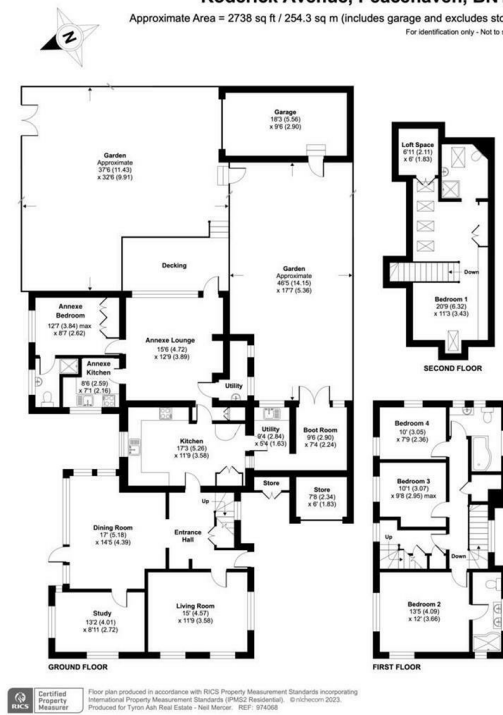 Approximate Area = 2738 sq ft / 254.3 sq m (includes garage and excludes sto
For identification only - Not to s
N
Garage
18'3 (5.56)
x 9'6 (2.90)
Garden
Approximate
37'6 (11.43)
x 32'6 (9.91)
Decking
Garden
Approximate
46'5 (14.15)
x 17'7 (5.36)
Annexe
Bedroom
12'7 (3.84) max
x 8'7 (2.62)
Annexe Lounge
15'6 (4.72)
x 12'9 (3.89)
Annexe
Kitchen
8'6 (2.59)
x 7'1 (2.16)
Utility
Kitchen
17'3 (5.26)
x 11'9 (3.58)
Utility
9'4 (2.84)
x 5'4 (1.63)
Boot Room
9'6 (2.90)
x 7'4 (2.24)
Store
Store
7'8 (2.34)
x 6' (1.83)
Up
Dining Room
17' (5.18)
x 14'5 (4.39)
Entrance
Hall
Study
13'2 (4.01)
x 8'11 (2.72)
Living Room
15' (4.57)
x 11'9 (3.58)
GROUND FLOOR
Loft Space
6'11 (2.11)
x 6' (1.83)
Down
Bedroom 1
20'9 (6.32)
x 11'3 (3.43)
SECOND FLOOR
Bedroom 4
10' (3.05)
x 7'9 (2.36)
Bedroom 3
10'1 (3.07)
x 9'8 (2.95) max
Up
Down
Bedroom 2
13'5 (4.09)
x 12' (3.66)
FIRST FLOOR
RICS
Certified
Property
Measurer
Floor plan produced in accordance with RICS Property Measurement Standards incorporating
International Property Measurement Standards (IPMS2 Residential). © nichecom 2023.
Produced for Tyron Ash Real Estate - Neil Mercer. REF: 974068